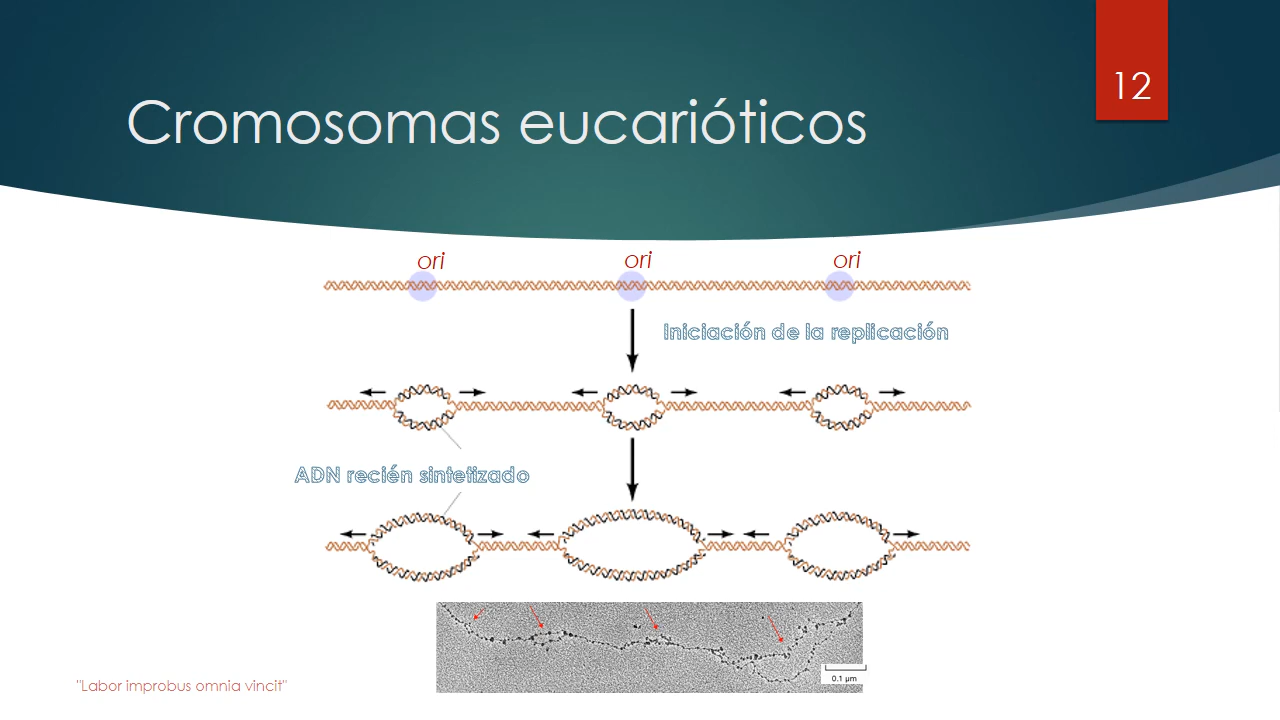 12
Cromosomas eucarióticos
ori ori ori
Iniciación de la replicación
ADN recién sintetizado
0.1 µm
"Labor improbus omnia vincit"